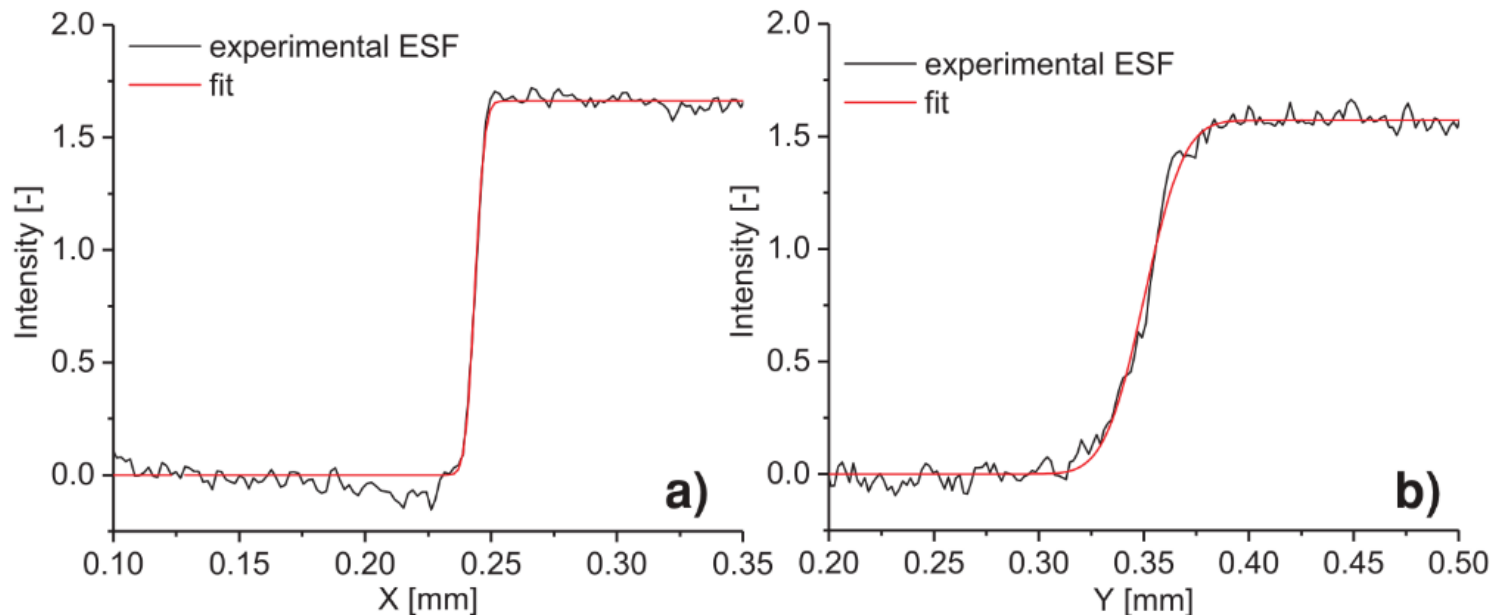 2.0
experimental ESF
fit
1.5
1.0
0.5
0.0
Intensity [-]
a)
0.10 0.15 0.20 0.25 0.30 0.35
X [mm]
2.0
experimental ESF
fit
1.5
1.0
0.5
0.0
Intensity [-]
b)
0.20 0.25 0.30 0.35 0.40 0.45 0.50
Y [mm]